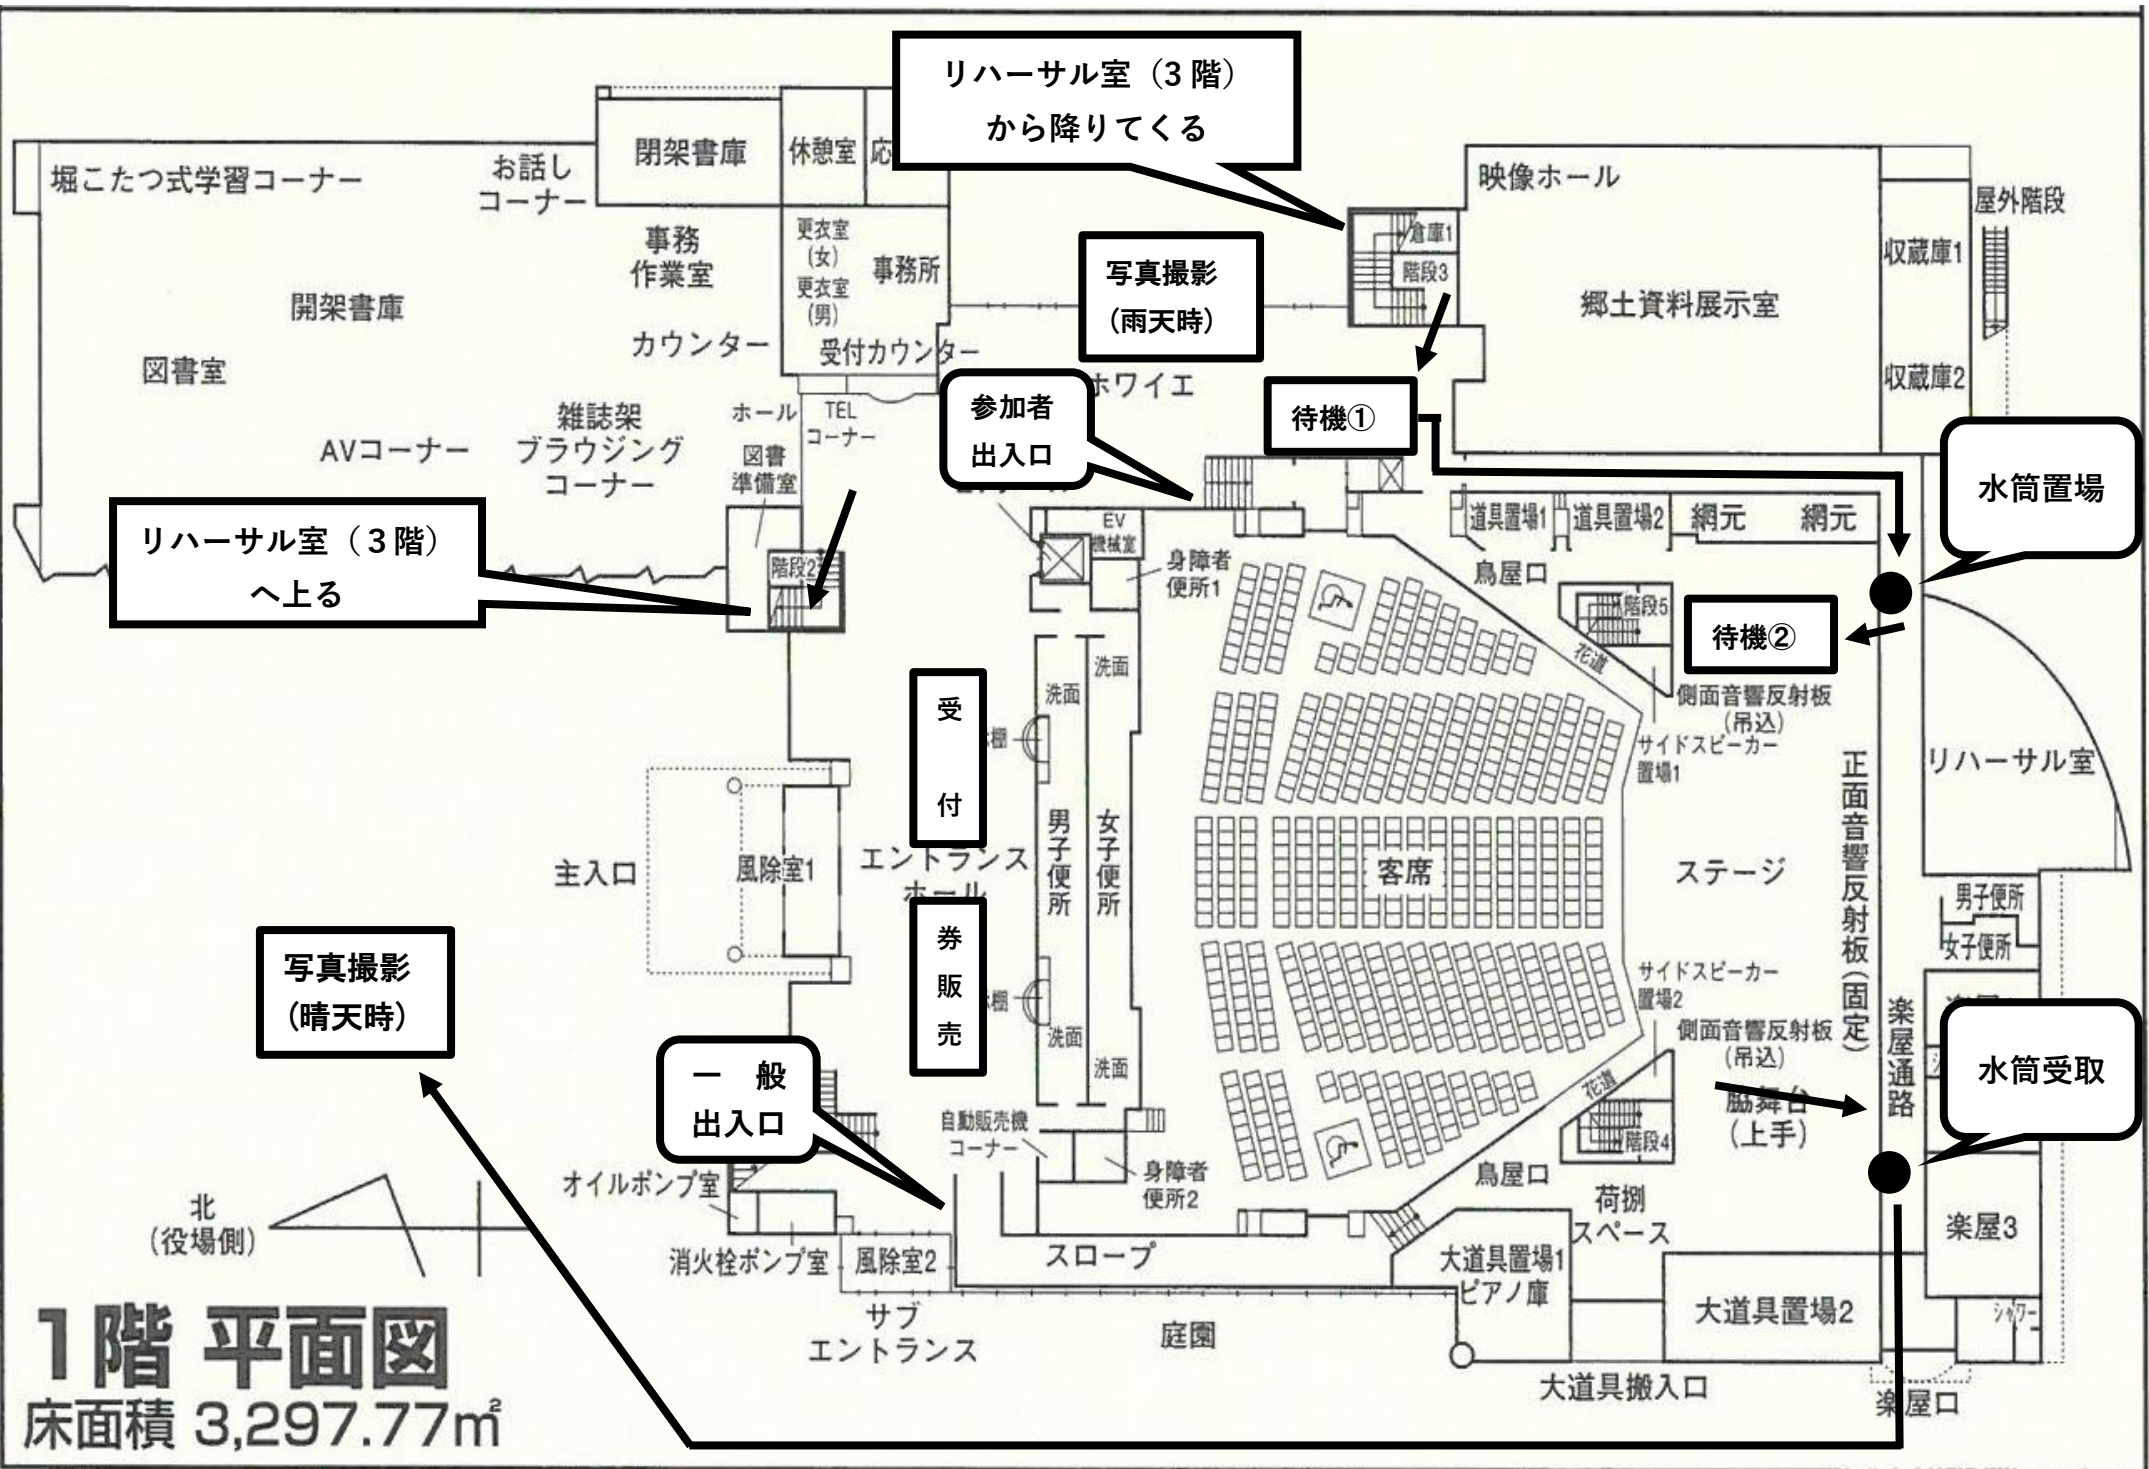 リハーサル室（3階）
から降りてくる
堀こたつ式学習コーナー
お話し
コーナー
閉架書庫
休憩室
応
映像ホール
屋外階段
事務
作業室
更衣室
(女)
更衣室
(男)
事務所
写真撮影
（雨天時）
倉庫1
階段3
収蔵庫1
開架書庫
郷土資料展示室
カウンター
受付カウンター
図書室
ホワイエ
収蔵庫2
参加者
出入口
待機①
雑誌架
ブラウジング
コーナー
ホール
TEL
コーナー
AVコーナー
図書
準備室
水筒置場
リハーサル室（3階）
へ上る
階段2
EV
機械室
身障者
便所1
道具置場1
道具置場2
網元
網元
鳥屋口
階段5
待機②
花道
洗面
洗面
側面音響反射板
(吊込)
サイドスピーカー
置場1
受付
棚
正面音響反射板(固定)
リハーサル室
主入口
風除室1
エントランス
ホール
男子便所
女子便所
客席
ステージ
男子便所
女子便所
写真撮影
（晴天時）
券販売
棚
洗面
洗面
サイドスピーカー
置場2
側面音響反射板
(吊込)
楽屋通路
水筒受取
一般
出入口
自動販売機
コーナー
花道
階段4
脇舞台
(上手)
オイルポンプ室
身障者
便所2
鳥屋口
荷捌
スペース
楽屋3
北
(役場側)
消火栓ポンプ室
風除室2
スロープ
大道具置場1
ピアノ庫
大道具置場2
シャワー
サブ
エントランス
庭園
大道具搬入口
楽屋口
1階 平面図
床面積 3,297.77㎡